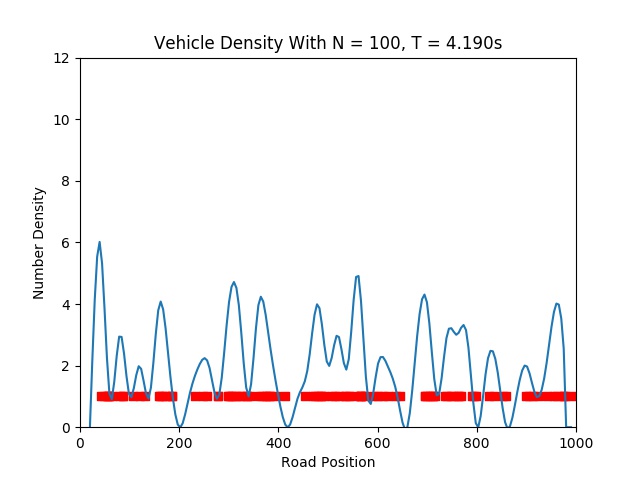 Vehicle Density With N = 100, T = 4.190s
12
10
8
6
4
2
0
Number Density
0 200 400 600 800 1000
Road Position